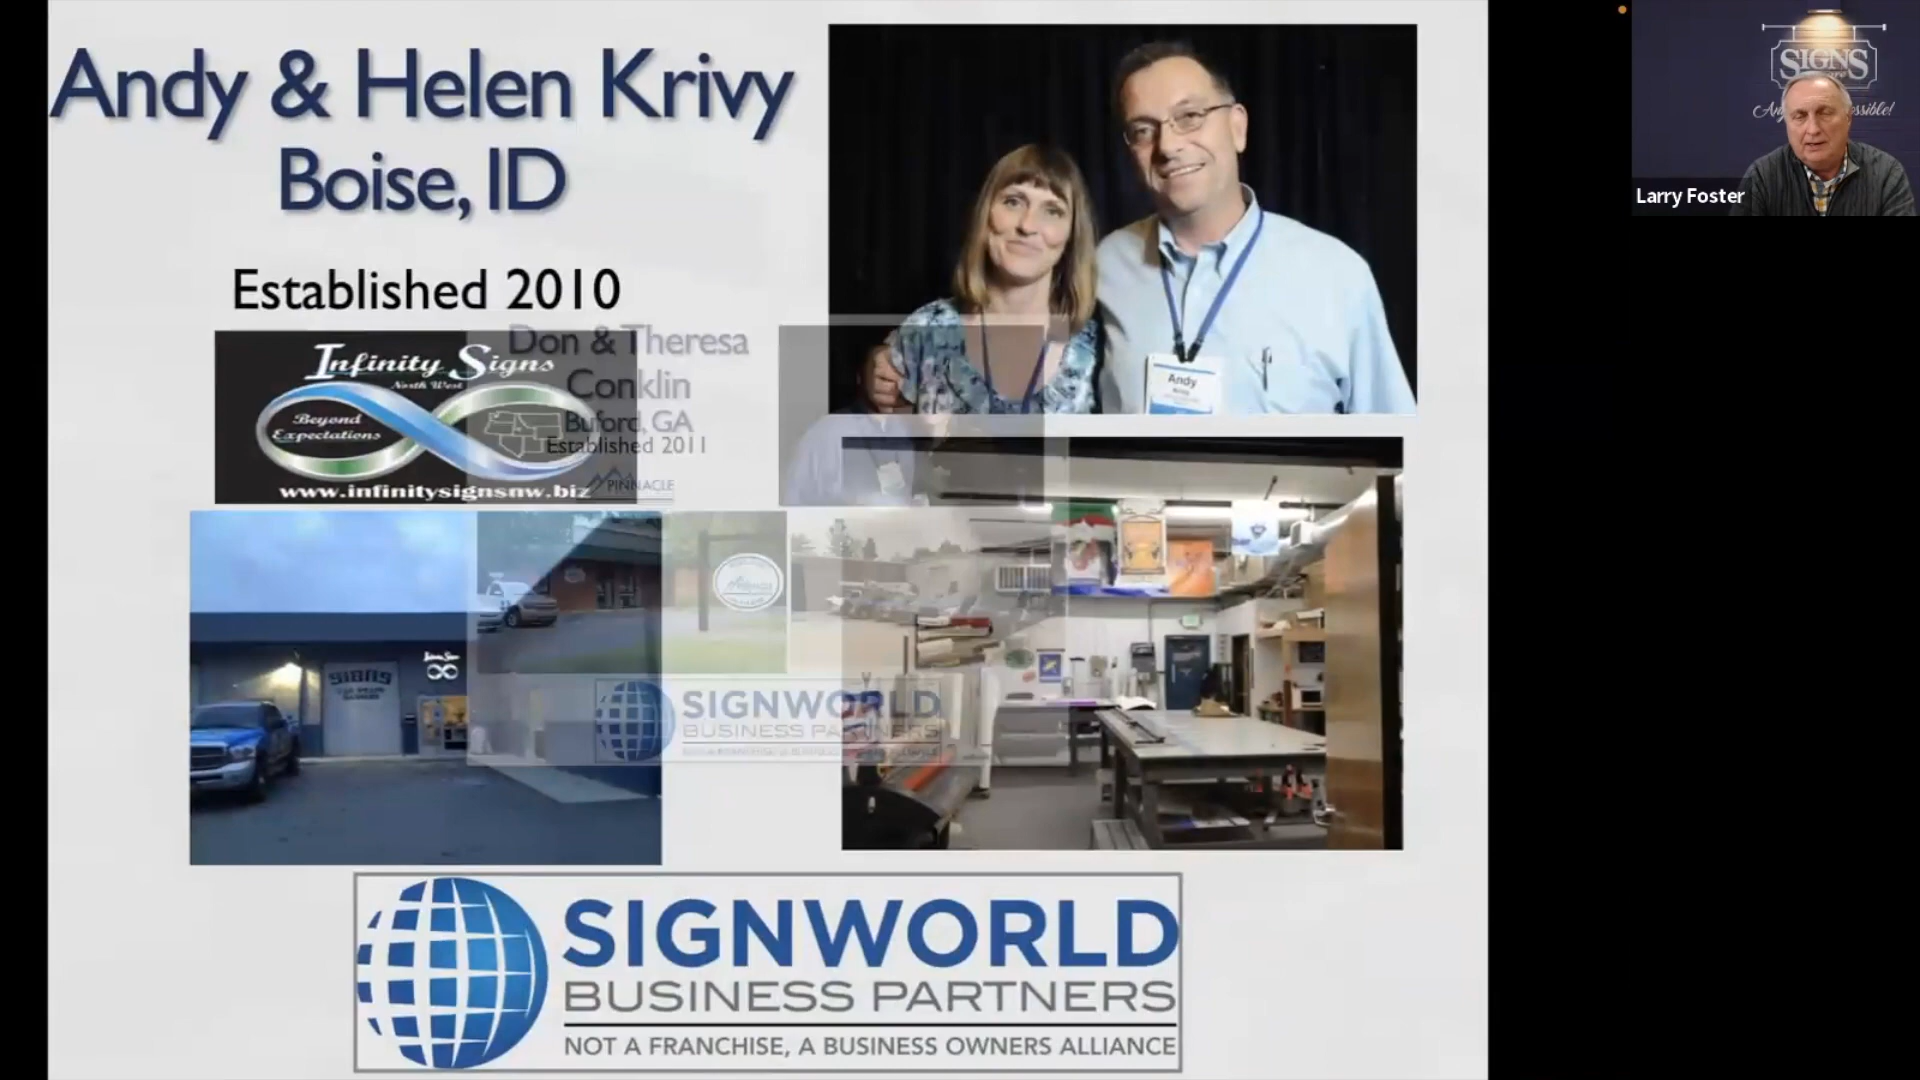 Andy & Helen Krivy
Boise, ID
Established 2010
Infinity Signs
North West
Beyond
Expectations
www.infinitysignsnw.biz
Don & Theresa
Conklin
Buford, GA
Established 2011
PINNACLE
Andy
SIGNS
SIGNWORLD
BUSINESS PARTNERS
SIGNWORLD
BUSINESS PARTNERS
NOT A FRANCHISE, A BUSINESS OWNERS ALLIANCE
SIGNS
Larry Foster